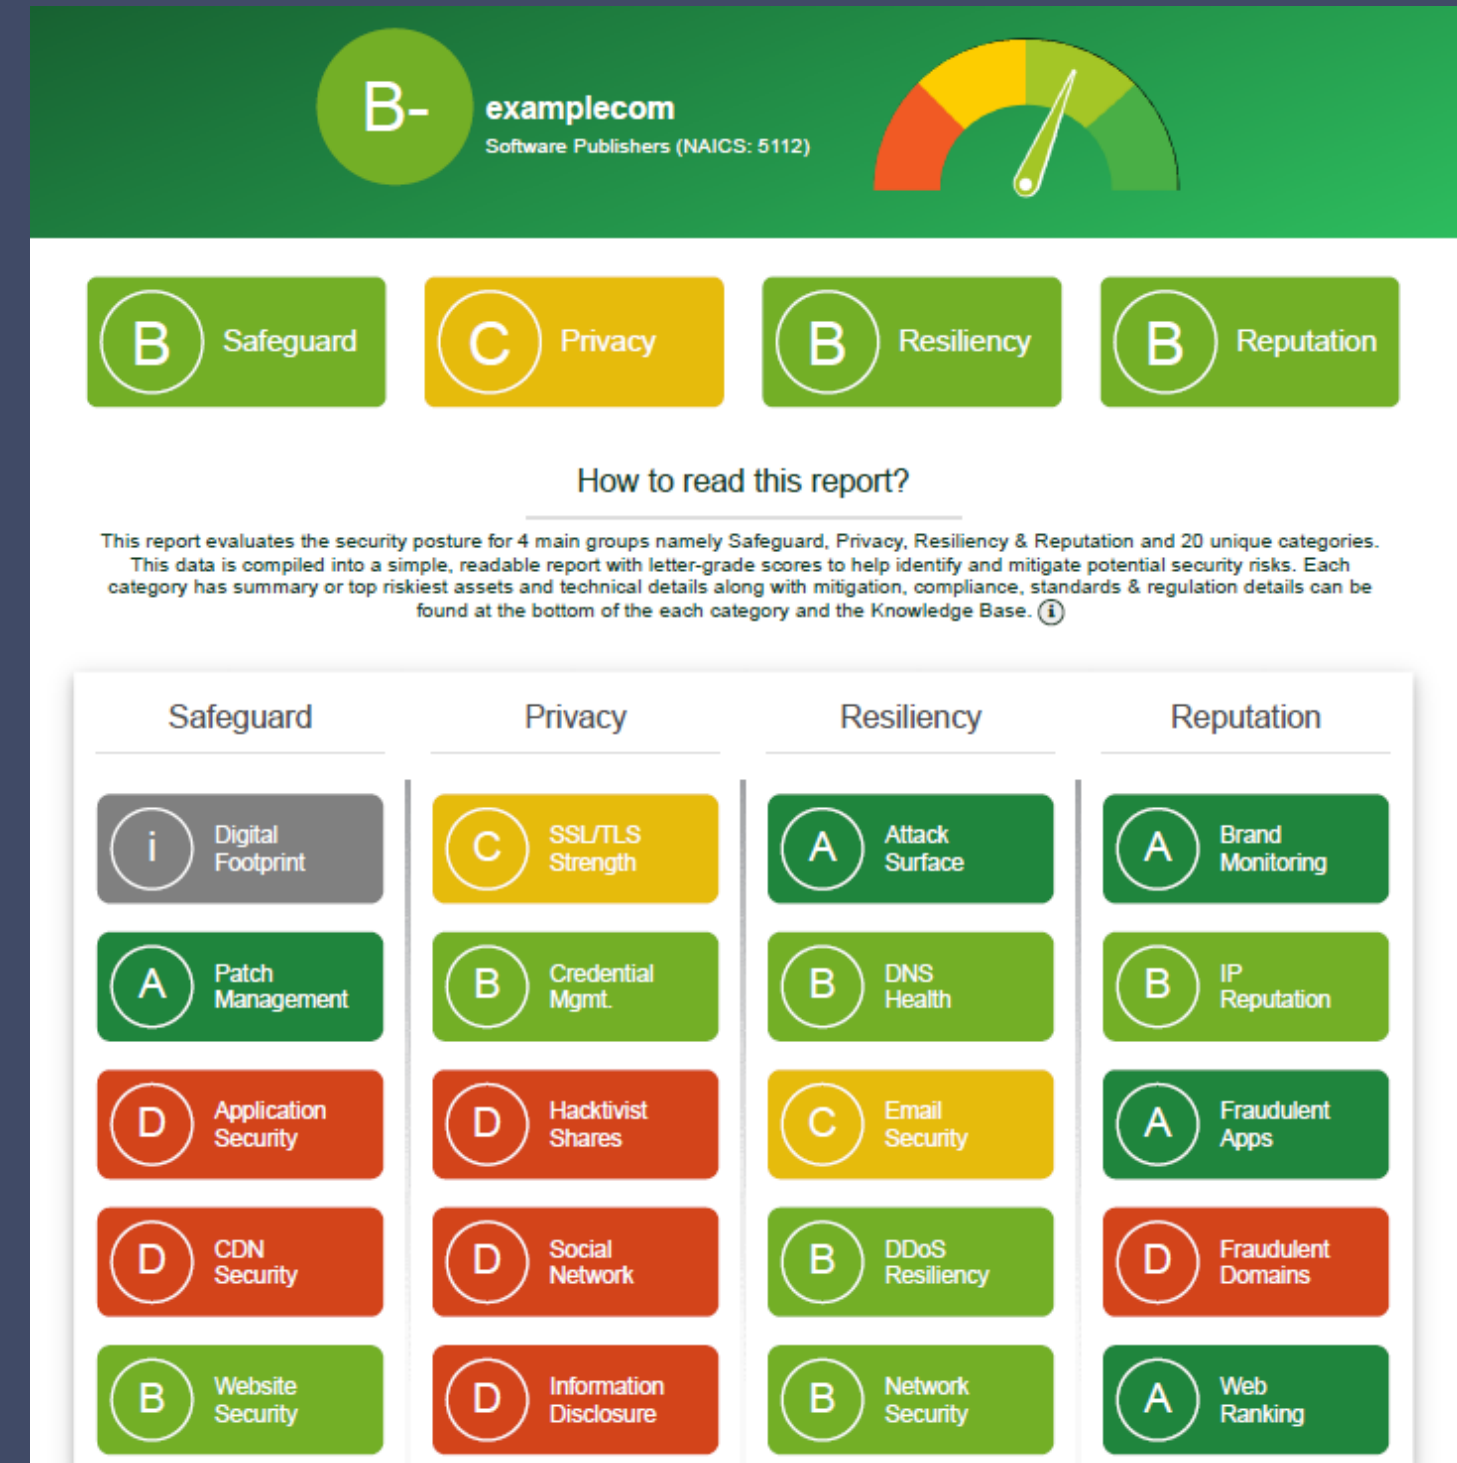 B-
examplecom
Software Publishers (NAICS: 5112)
B Safeguard
C Privacy
B Resiliency
B Reputation
How to read this report?
This report evaluates the security posture for 4 main groups namely Safeguard, Privacy, Resiliency & Reputation and 20 unique categories.
This data is compiled into a simple, readable report with letter-grade scores to help identify and mitigate potential security risks. Each
category has summary or top riskiest assets and technical details along with mitigation, compliance, standards & regulation details can be
found at the bottom of the each category and the Knowledge Base. i
Safeguard
i
Digital
Footprint
A
Patch
Management
D
Application
Security
D
CDN
Security
B
Website
Security
Privacy
C
SSL/TLS
Strength
B
Credential
Mgmt.
D
Hacktivist
Shares
D
Social
Network
D
Information
Disclosure
Resiliency
A
Attack
Surface
B
DNS
Health
C
Email
Security
B
DDoS
Resiliency
B
Network
Security
Reputation
A
Brand
Monitoring
B
IP
Reputation
A
Fraudulent
Apps
D
Fraudulent
Domains
A
Web
Ranking